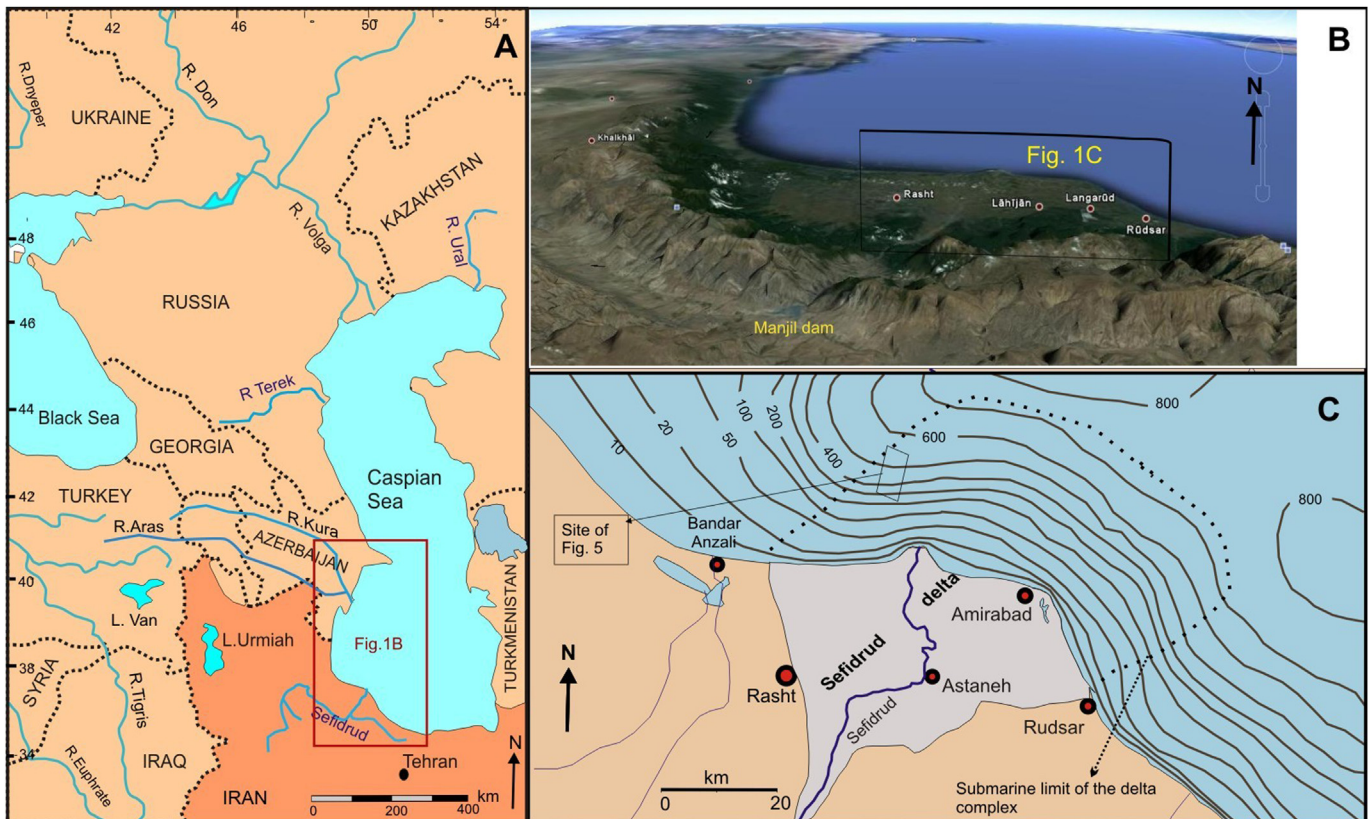 42
46
50
54
A
R.Dnyeper
R. Don
UKRAINE
KAZAKHSTAN
R. Volga
R. Ural
48
RUSSIA
46
R Terek
44
Black Sea
GEORGIA
Caspian
Sea
42
TURKEY
R.Aras
R.Kura
AZERBAIJAN
40
L. Van
L.Urmiah
Fig.1B
TURKMENISTAN
38
SYRIA
R.Tigris
Sefidrud
34
R.Euphrate
IRAQ
Tehran
N
IRAN
km
0
200
400
B
N
Khalkhāl
Fig. 1C
Rasht
Lāhījān
Langarūd
Rūdsar
Manjil dam
C
10
20
50
100
200
400
600
800
800
Site of
Fig. 5
Bandar
Anzali
delta
Amirabad
Sefidrud
N
Rasht
Astaneh
Sefidrud
Rudsar
km
0
20
Submarine limit of the delta
complex